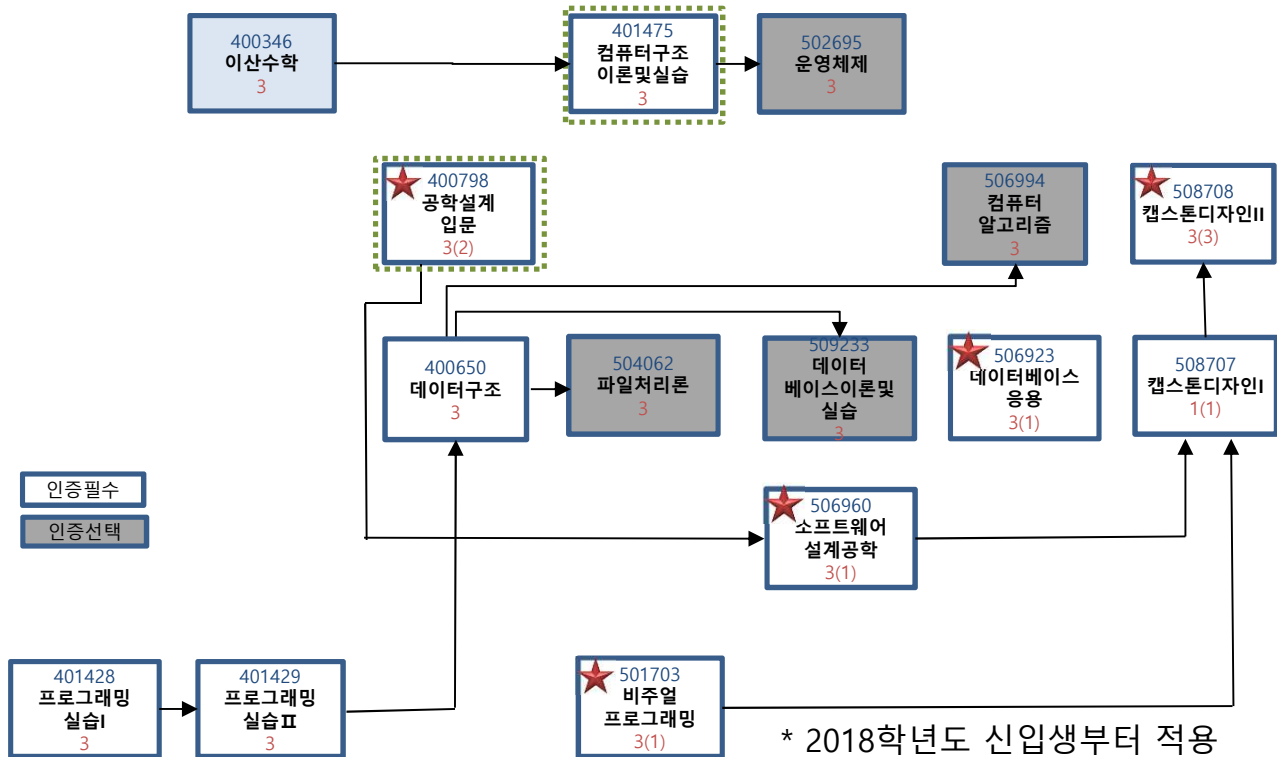 400346
이산수학
3
401475
컴퓨터구조
이론및실습
3
502695
운영체제
3
400798
공학설계
입문
3(2)
506994
컴퓨터
알고리즘
3
508708
캡스톤디자인II
3(3)
400650
데이터구조
3
504062
파일처리론
3
509233
데이터
베이스이론및
실습
3
506923
데이터베이스
응용
3(1)
508707
캡스톤디자인I
1(1)
인증필수
인증선택
506960
소프트웨어
설계공학
3(1)
401428
프로그래밍
실습I
3
401429
프로그래밍
실습Ⅱ
3
501703
비주얼
프로그래밍
3(1)
* 2018학년도 신입생부터 적용